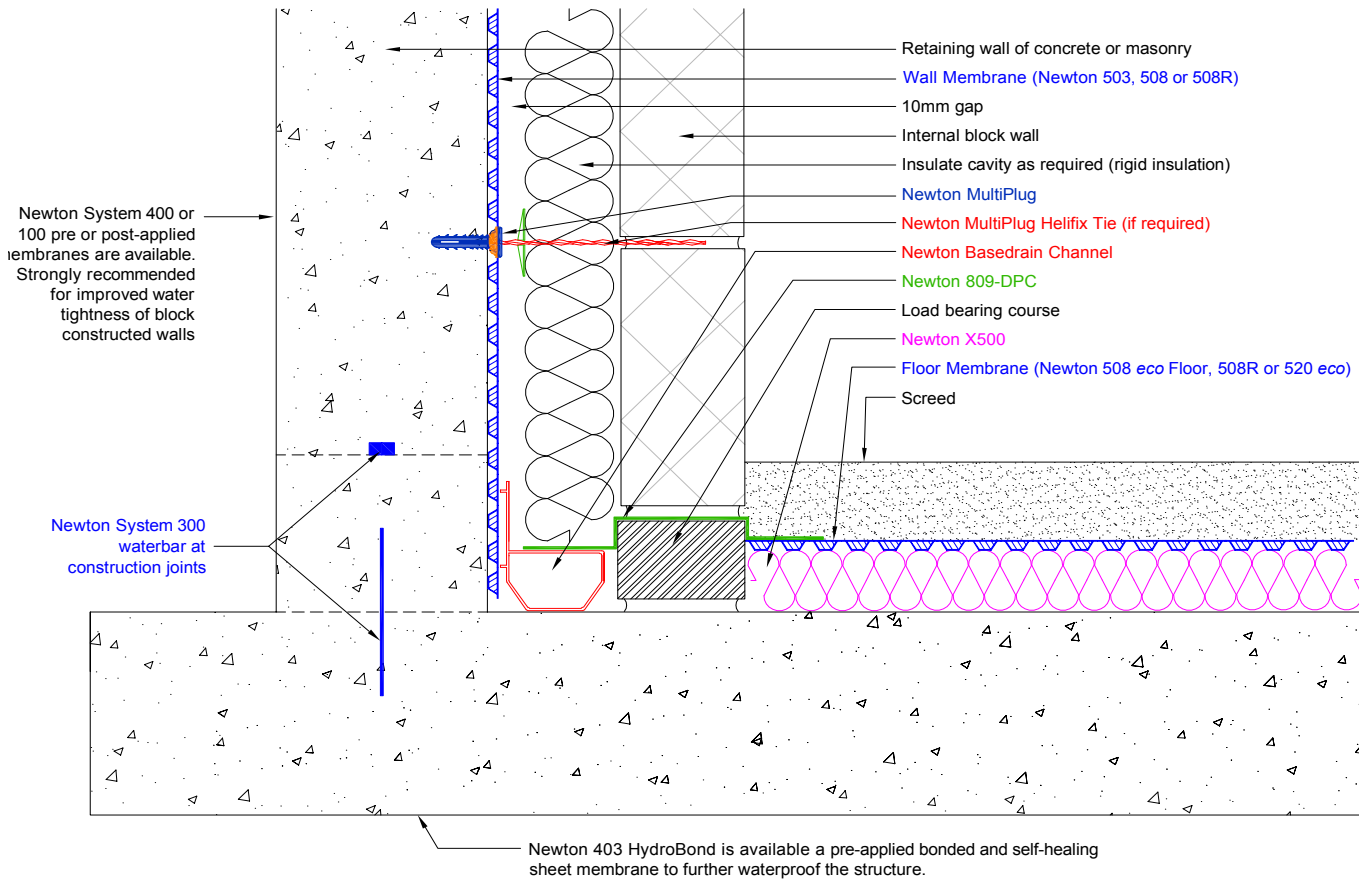 Retaining wall of concrete or masonry
Wall Membrane (Newton 503, 508 or 508R)
10mm gap
Internal block wall
Insulate cavity as required (rigid insulation)
Newton MultiPlug
Newton MultiPlug Helifix Tie (if required)
Newton Basedrain Channel
Newton 809-DPC
Load bearing course
Newton X500
Floor Membrane (Newton 508 eco Floor, 508R or 520 eco)
Screed
Newton System 400 or
100 pre or post-applied
embranes are available.
Strongly recommended
for improved water
tightness of block
constructed walls
Newton System 300
waterbar at
construction joints
Newton 403 HydroBond is available a pre-applied bonded and self-healing
sheet membrane to further waterproof the structure.